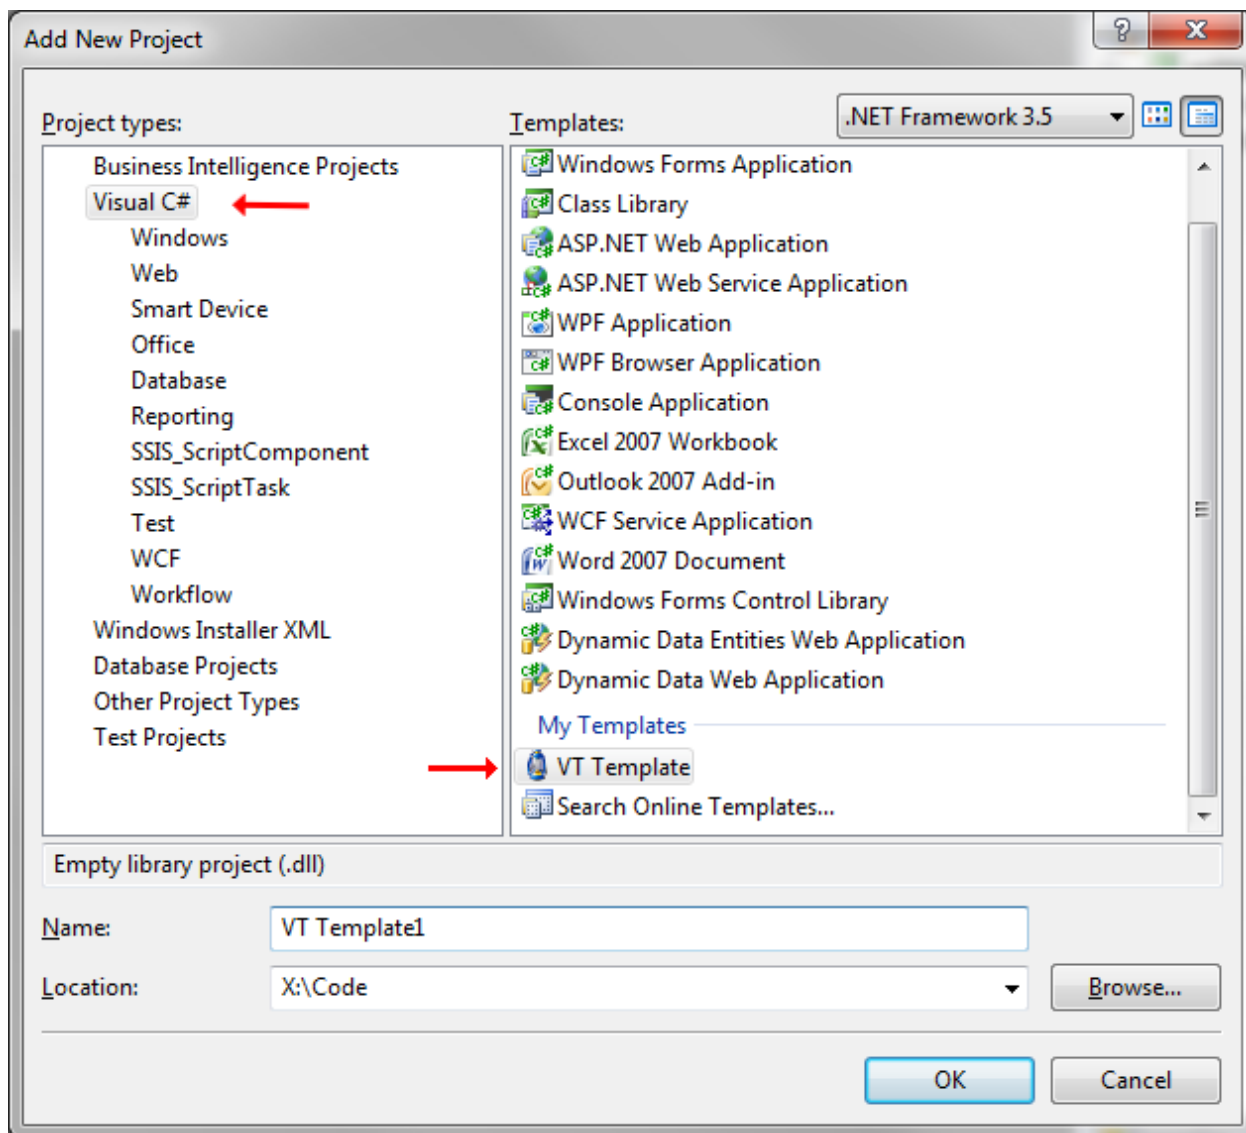 Add New Project
Project types:
Templates:
.NET Framework 3.5
Business Intelligence Projects
Visual C#
Windows
Web
Smart Device
Office
Database
Reporting
SSIS_ScriptComponent
SSIS_ScriptTask
Test
WCF
Workflow
Windows Installer XML
Database Projects
Other Project Types
Test Projects
Windows Forms Application
Class Library
ASP.NET Web Application
ASP.NET Web Service Application
WPF Application
WPF Browser Application
Console Application
Excel 2007 Workbook
Outlook 2007 Add-in
WCF Service Application
Word 2007 Document
Windows Forms Control Library
Dynamic Data Entities Web Application
Dynamic Data Web Application
My Templates
VT Template
Search Online Templates...
Empty library project (.dll)
Name:
VT Template1
Location:
X:\Code
Browse...
OK
Cancel